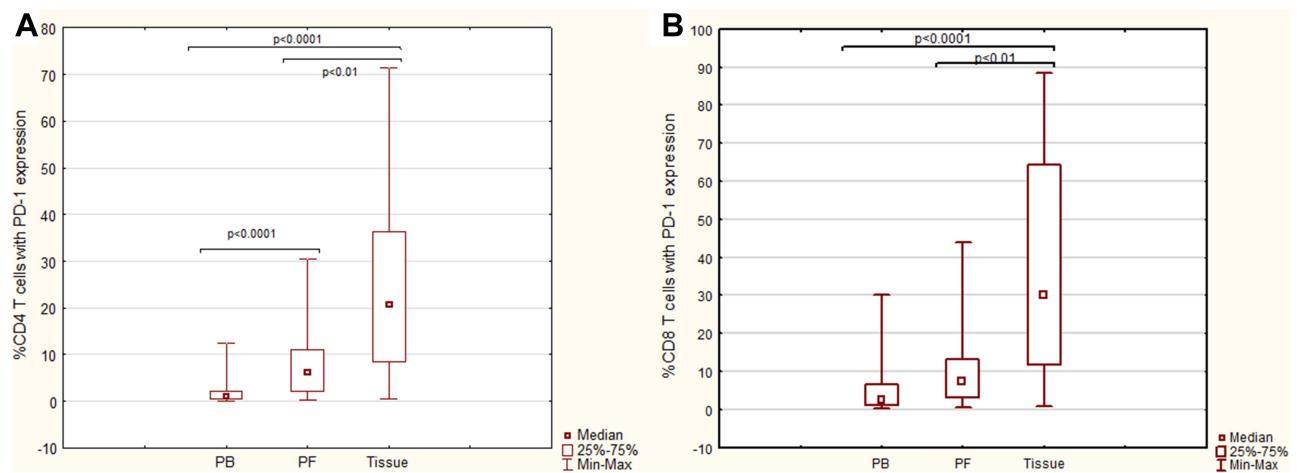 A
80
70
60
50
40
30
20
10
0
-10
%CD4 T cells with PD-1 expression
p<0.0001
p<0.01
p<0.0001
PB PF Tissue
Median
25%-75%
Min-Max
B
100
90
80
70
60
50
40
30
20
10
0
-10
%CD8 T cells with PD-1 expression
p<0.0001
p<0.01
PB PF Tissue
Median
25%-75%
Min-Max